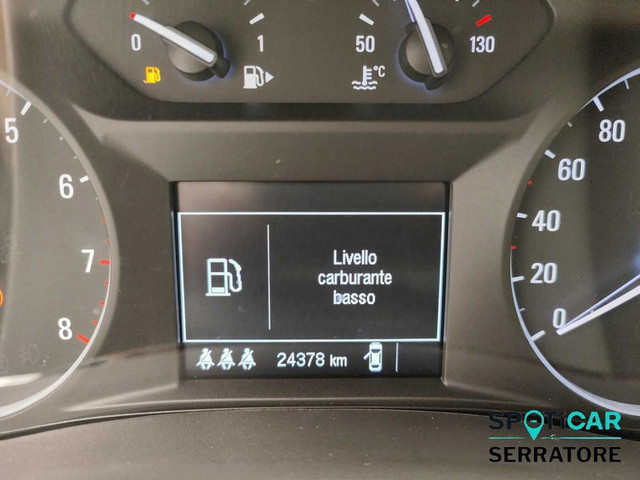 0 1 50 °C 130
5
6
7
8
Livello
carburante
basso
24378 km
80
60
40
20
0
SPOTiCAR
SERRATORE